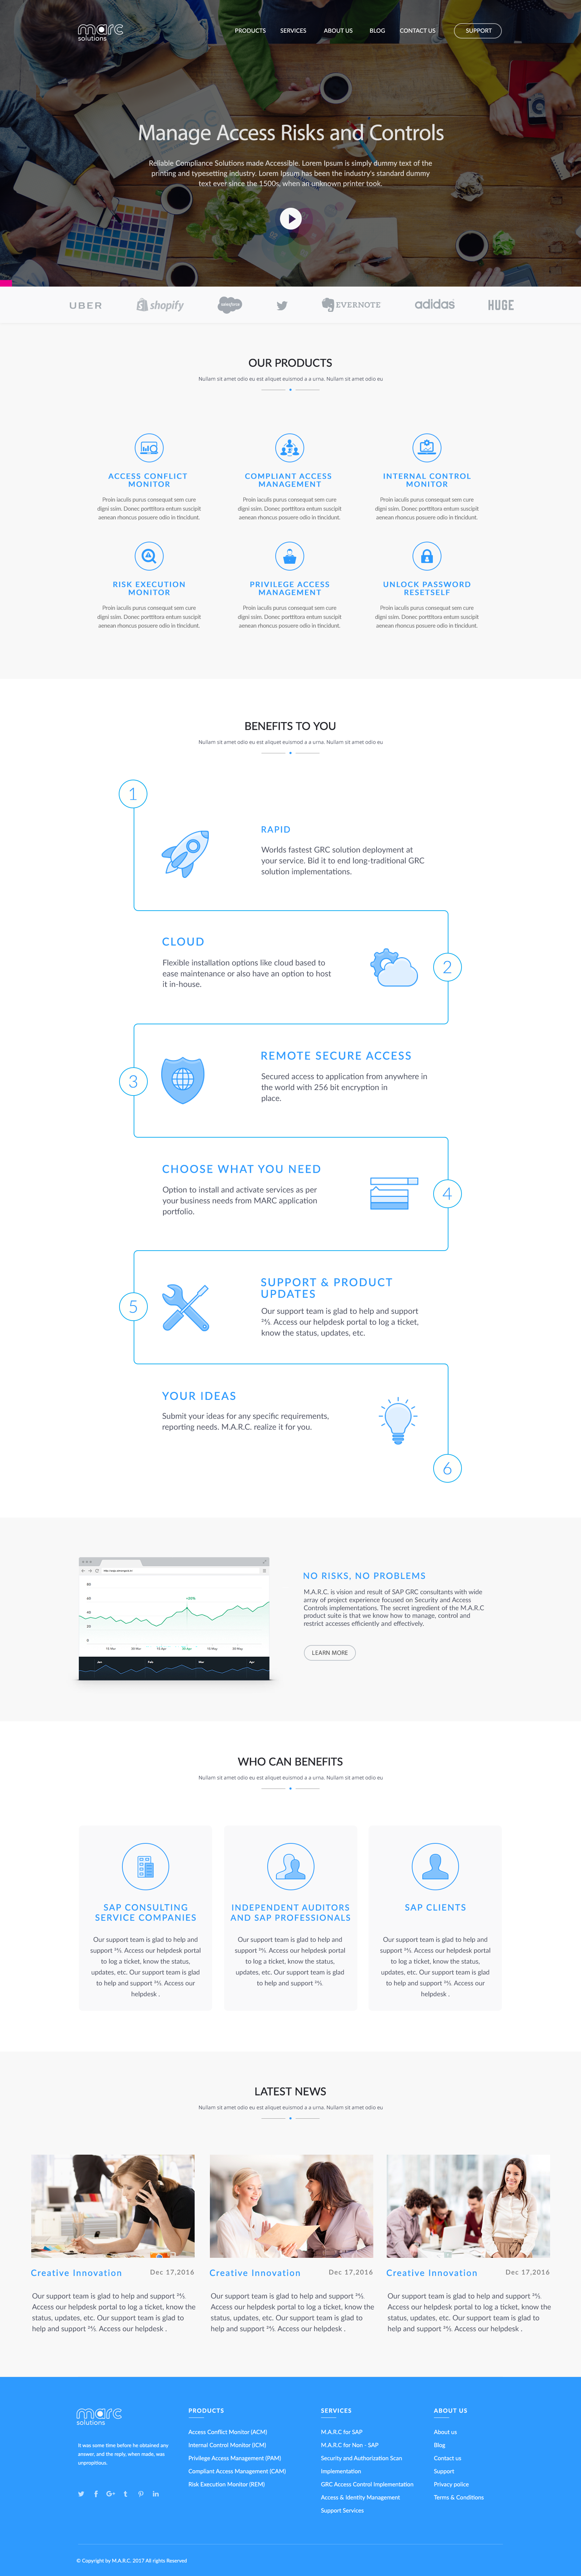 marc
solutions
PRODUCTS SERVICES ABOUT US BLOG CONTACT US SUPPORT
Manage Access Risks and Controls
Reliable Compliance Solutions made Accessible. Lorem Ipsum is simply dummy text of the
printing and typesetting industry. Lorem Ipsum has been the industry's standard dummy
text ever since the 1500s, when an unknown printer took.
UBER shopify salesforce EVERNOTE adidas HUGE
OUR PRODUCTS
Nullam sit amet odio eu est aliquet euismod a a urna. Nullam sit amet odio eu
ACCESS CONFLICT
MONITOR
Proin iaculis purus consequat sem cure
digni ssim. Donec porttitora entum suscipit
aenean rhoncus posuere odio in tincidunt.
COMPLIANT ACCESS
MANAGEMENT
Proin iaculis purus consequat sem cure
digni ssim. Donec porttitora entum suscipit
aenean rhoncus posuere odio in tincidunt.
INTERNAL CONTROL
MONITOR
Proin iaculis purus consequat sem cure
digni ssim. Donec porttitora entum suscipit
aenean rhoncus posuere odio in tincidunt.
RISK EXECUTION
MONITOR
Proin iaculis purus consequat sem cure
digni ssim. Donec porttitora entum suscipit
aenean rhoncus posuere odio in tincidunt.
PRIVILEGE ACCESS
MANAGEMENT
Proin iaculis purus consequat sem cure
digni ssim. Donec porttitora entum suscipit
aenean rhoncus posuere odio in tincidunt.
UNLOCK PASSWORD
RESETSELF
Proin iaculis purus consequat sem cure
digni ssim. Donec porttitora entum suscipit
aenean rhoncus posuere odio in tincidunt.
BENEFITS TO YOU
Nullam sit amet odio eu est aliquet euismod a a urna. Nullam sit amet odio eu
1
RAPID
Worlds fastest GRC solution deployment at
your service. Bid it to end long-traditional GRC
solution implementations.
CLOUD
Flexible installation options like cloud based to
ease maintenance or also have an option to host
it in-house.
2
3
REMOTE SECURE ACCESS
Secured access to application from anywhere in
the world with 256 bit encryption in
place.
CHOOSE WHAT YOU NEED
Option to install and activate services as per
your business needs from MARC application
portfolio.
4
5
SUPPORT & PRODUCT
UPDATES
Our support team is glad to help and support
24/7. Access our helpdesk portal to log a ticket,
know the status, updates, etc.
YOUR IDEAS
Submit your ideas for any specific requirements,
reporting needs. M.A.R.C. realize it for you.
6
80
60
40
20
0
NO RISKS, NO PROBLEMS
M.A.R.C. is vision and result of SAP GRC consultants with wide
array of project experience focused on Security and Access
Controls implementations. The secret ingredient of the M.A.R.C
product suite is that we know how to manage, control and
restrict accesses efficiently and effectively.
LEARN MORE
WHO CAN BENEFITS
Nullam sit amet odio eu est aliquet euismod a a urna. Nullam sit amet odio eu
SAP CONSULTING
SERVICE COMPANIES
Our support team is glad to help and
support 24/7. Access our helpdesk portal
to log a ticket, know the status,
updates, etc. Our support team is glad
to help and support 24/7. Access our
helpdesk .
INDEPENDENT AUDITORS
AND SAP PROFESSIONALS
Our support team is glad to help and
support 24/7. Access our helpdesk portal
to log a ticket, know the status,
updates, etc. Our support team is glad
to help and support 24/7.
SAP CLIENTS
Our support team is glad to help and
support 24/7. Access our helpdesk portal
to log a ticket, know the status,
updates, etc. Our support team is glad
to help and support 24/7. Access our
helpdesk .
LATEST NEWS
Nullam sit amet odio eu est aliquet euismod a a urna. Nullam sit amet odio eu
Creative Innovation Dec 17,2016
Our support team is glad to help and support 24/7.
Access our helpdesk portal to log a ticket, know the
status, updates, etc. Our support team is glad to
help and support 24/7. Access our helpdesk .
Creative Innovation Dec 17,2016
Our support team is glad to help and support 24/7.
Access our helpdesk portal to log a ticket, know the
status, updates, etc. Our support team is glad to
help and support 24/7. Access our helpdesk .
Creative Innovation Dec 17,2016
Our support team is glad to help and support 24/7.
Access our helpdesk portal to log a ticket, know the
status, updates, etc. Our support team is glad to
help and support 24/7. Access our helpdesk .
marc
solutions
It was some time before he obtained any
answer, and the reply, when made, was
unpropitious.
PRODUCTS
Access Conflict Monitor (ACM)
Internal Control Monitor (ICM)
Privilege Access Management (PAM)
Compliant Access Management (CAM)
Risk Execution Monitor (REM)
SERVICES
M.A.R.C for SAP
M.A.R.C for Non - SAP
Security and Authorization Scan
Implementation
GRC Access Control Implementation
Access & Identity Management
Support Services
ABOUT US
About us
Blog
Contact us
Support
Privacy police
Terms & Conditions
© Copyright by M.A.R.C. 2017 All rights Reserved